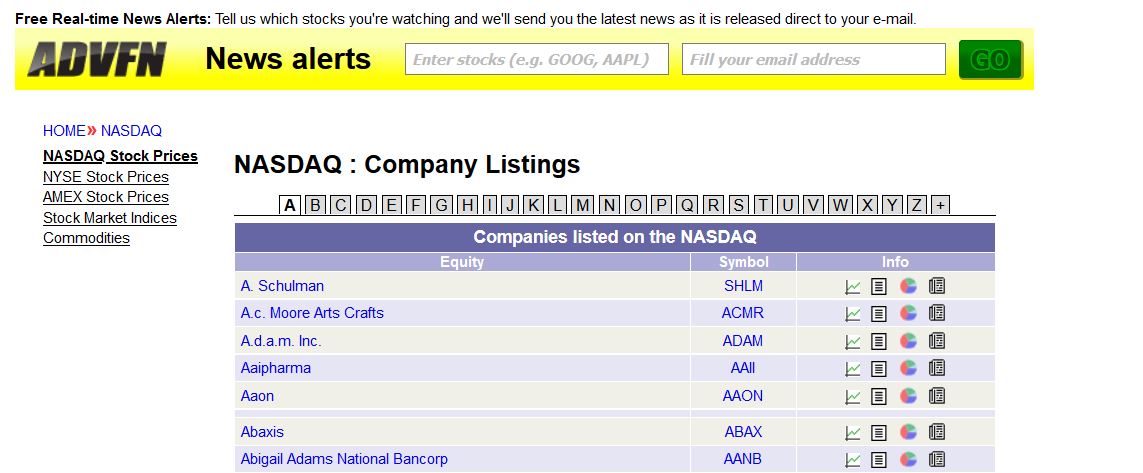 Free Real-time News Alerts: Tell us which stocks you're watching and we'll send you the latest news as it is released direct to your e-mail.
ADVFN News alerts Enter stocks (e.g. GOOG, AAPL) Fill your email address GO
HOME» NASDAQ
NASDAQ Stock Prices
NYSE Stock Prices
AMEX Stock Prices
Stock Market Indices
Commodities
NASDAQ : Company Listings
A B C D E F G H I J K L M N O P Q R S T U V W X Y Z +
Companies listed on the NASDAQ
Equity Symbol Info
A. Schulman SHLM
A.c. Moore Arts Crafts ACMR
A.d.a.m. Inc. ADAM
Aaipharma AAII
Aaon AAON
Abaxis ABAX
Abigail Adams National Bancorp AANB